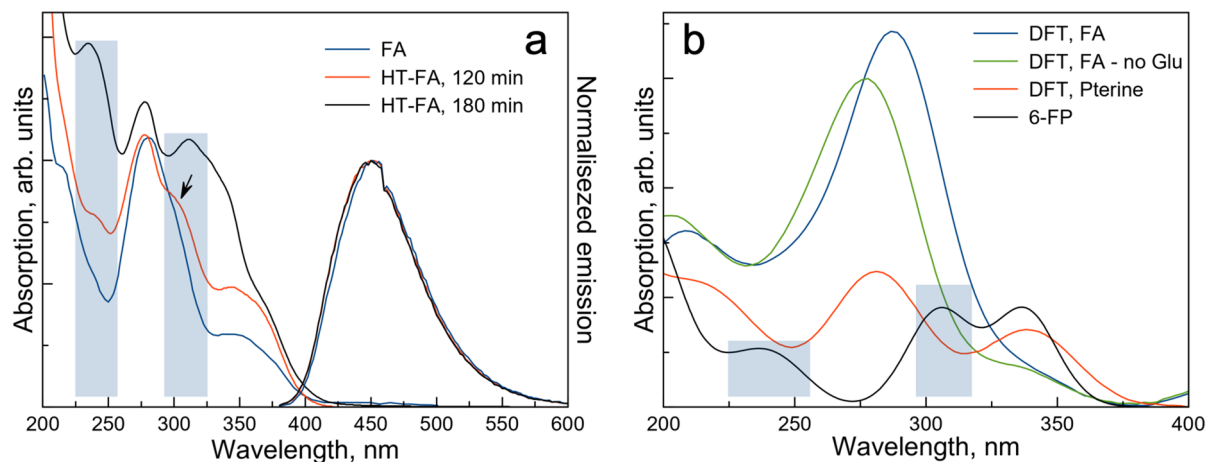 a
FA
HT-FA, 120 min
HT-FA, 180 min
Absorption, arb. units
Normalisezed emission
200 250 300 350 400 450 500 550 600
Wavelength, nm
b
DFT, FA
DFT, FA - no Glu
DFT, Pterine
6-FP
Absorption, arb. units
200 250 300 350 400
Wavelength, nm